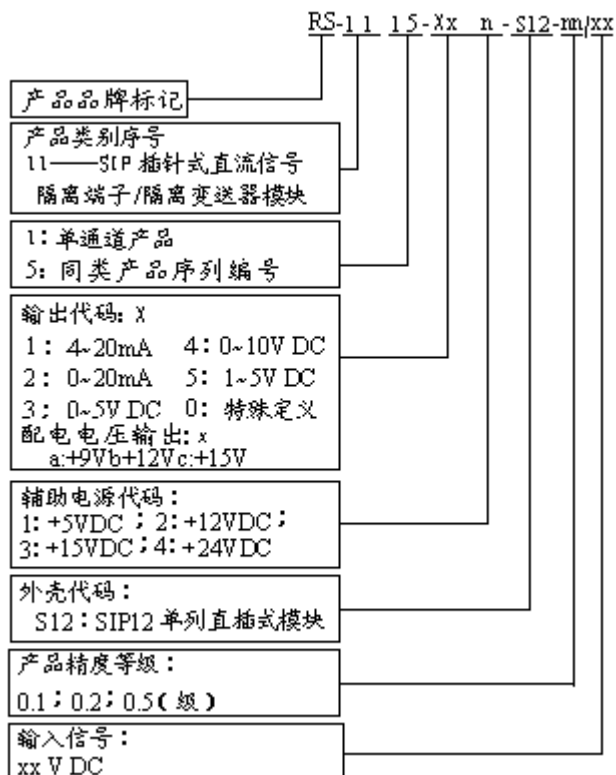 RS-11 15-Xx n-S12-nn/xx
产品品牌标记
产品类别序号
11——SIP 插针式直流信号
隔离端子/隔离变送器模块
1:单通道产品
5: 同类产品序列编号
输出代码: X
1: 4~20mA 4: 0~10V DC
2: 0~20mA 5: 1~5V DC
3; 0~5V DC 0: 特殊定义
配电电压输出: x
a:+9Vb+12Vc:+15V
辅助电源代码:
1: +5VDC ; 2: +12VDC;
3: +15VDC ; 4: +24VDC
外壳代码:
S12: SIP12 单列直插式模块
产品精度等级:
0.1; 0.2; 0.5( 级 )
输入信号:
xx V DC